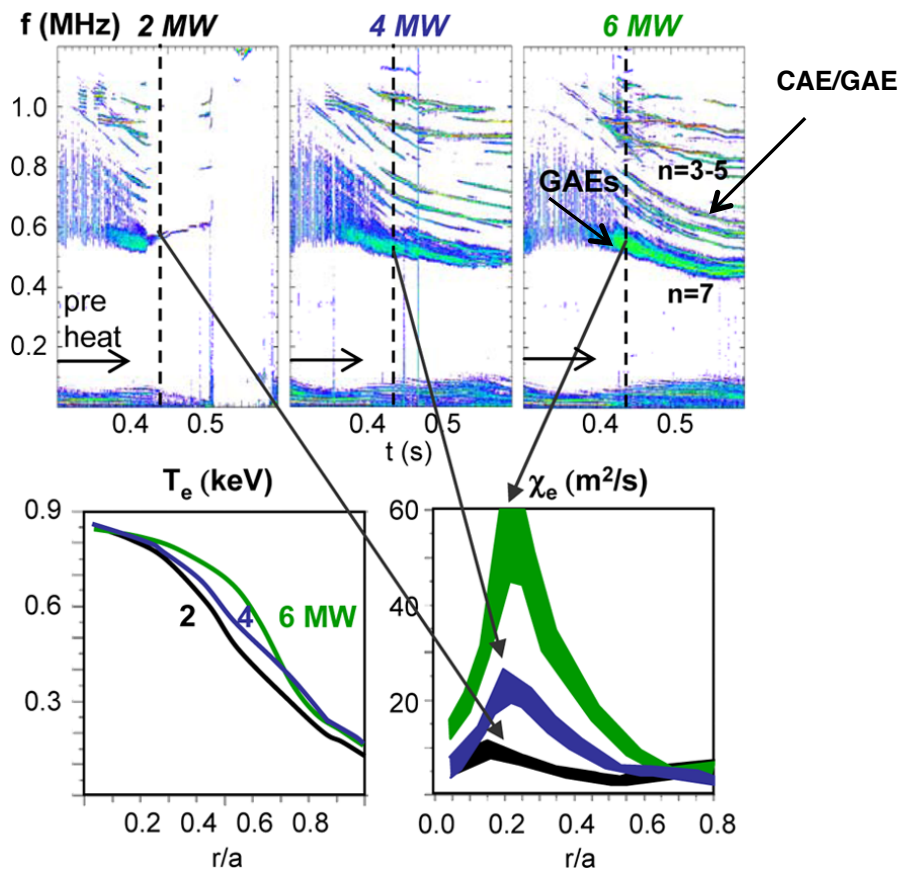 f (MHz) 2 MW 4 MW 6 MW
CAE/GAE
1.0
0.8
n=3-5
GAEs
0.6
n=7
0.4
pre
heat
0.2
0.4 0.5 0.4 0.5 0.4 0.5
t (s)
Te (keV) χe (m²/s)
0.9 60
0.6 2 4 6 MW 40
0.3 20
0.2 0.4 0.6 0.8 0.0 0.2 0.4 0.6 0.8
r/a r/a